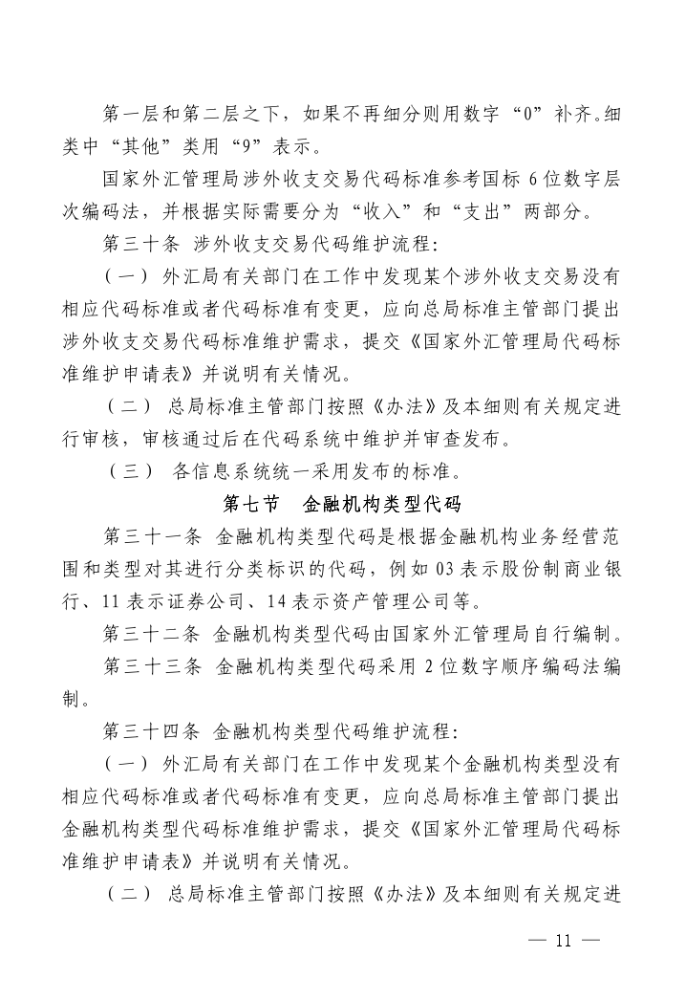 第一层和第二层之下，如果不再细分则用数字“0”补齐。细
类中“其他”类用“9”表示。
国家外汇管理局涉外收支交易代码标准参考国标 6 位数字层
次编码法，并根据实际需要分为“收入”和“支出”两部分。
第三十条 涉外收支交易代码维护流程：
（一） 外汇局有关部门在工作中发现某个涉外收支交易没有
相应代码标准或者代码标准有变更，应向总局标准主管部门提出
涉外收支交易代码标准维护需求，提交《国家外汇管理局代码标
准维护申请表》并说明有关情况。
（二） 总局标准主管部门按照《办法》及本细则有关规定进
行审核，审核通过后在代码系统中维护并审查发布。
（三） 各信息系统统一采用发布的标准。
第七节 金融机构类型代码
第三十一条 金融机构类型代码是根据金融机构业务经营范
围和类型对其进行分类标识的代码，例如 03 表示股份制商业银
行、11 表示证券公司、14 表示资产管理公司等。
第三十二条 金融机构类型代码由国家外汇管理局自行编制。
第三十三条 金融机构类型代码采用 2 位数字顺序编码法编
制。
第三十四条 金融机构类型代码维护流程：
（一） 外汇局有关部门在工作中发现某个金融机构类型没有
相应代码标准或者代码标准有变更，应向总局标准主管部门提出
金融机构类型代码标准维护需求，提交《国家外汇管理局代码标
准维护申请表》并说明有关情况。
（二） 总局标准主管部门按照《办法》及本细则有关规定进
— 11 —